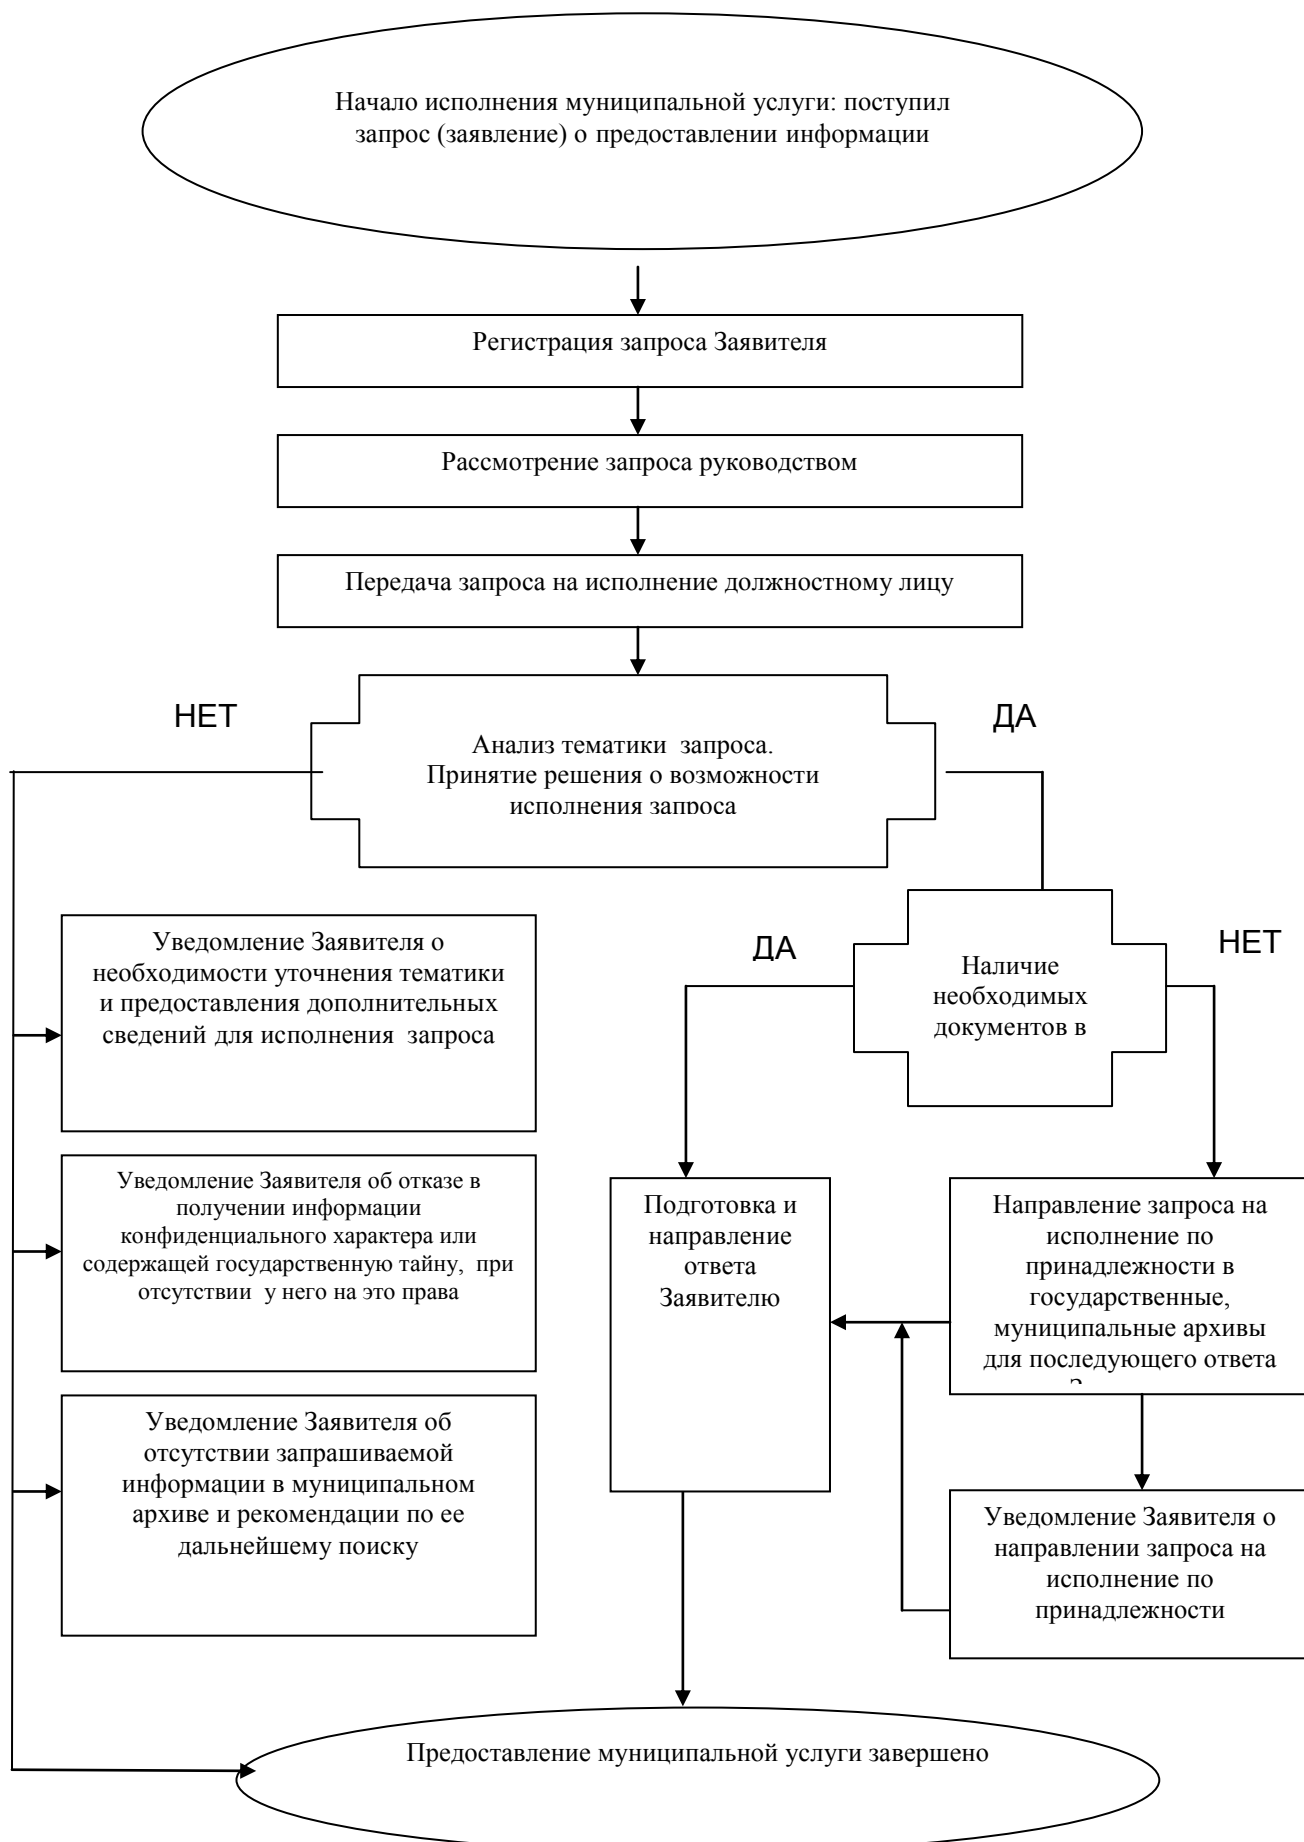 Начало исполнения муниципальной услуги: поступил
запрос (заявление) о предоставлении информации
Регистрация запроса Заявителя
Рассмотрение запроса руководством
Передача запроса на исполнение должностному лицу
НЕТ
ДА
Анализ тематики запроса.
Принятие решения о возможности
исполнения запроса
Уведомление Заявителя о
необходимости уточнения тематики
и предоставления дополнительных
сведений для исполнения запроса
ДА
НЕТ
Наличие
необходимых
документов в
Уведомление Заявителя об отказе в
получении информации
конфиденциального характера или
содержащей государственную тайну, при
отсутствии у него на это права
Подготовка и
направление
ответа
Заявителю
Направление запроса на
исполнение по
принадлежности в
государственные,
муниципальные архивы
для последующего ответа
Уведомление Заявителя об
отсутствии запрашиваемой
информации в муниципальном
архиве и рекомендации по ее
дальнейшему поиску
Уведомление Заявителя о
направлении запроса на
исполнение по
принадлежности
Предоставление муниципальной услуги завершено